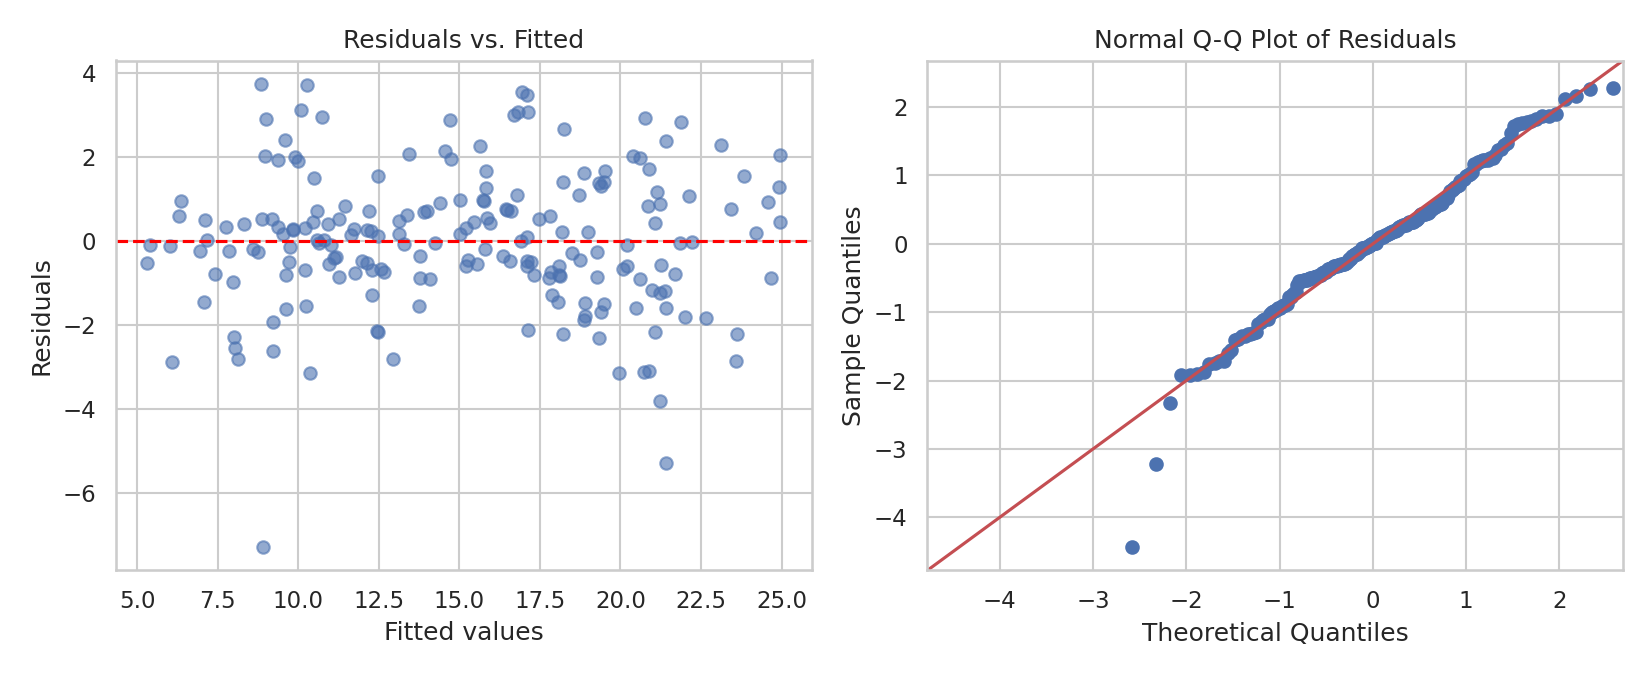 Residuals vs. Fitted
4
2
0
−2
−4
−6
Residuals
5.0 7.5 10.0 12.5 15.0 17.5 20.0 22.5 25.0
Fitted values
Normal Q-Q Plot of Residuals
2
1
0
−1
−2
−3
−4
Sample Quantiles
−4 −3 −2 −1 0 1 2
Theoretical Quantiles